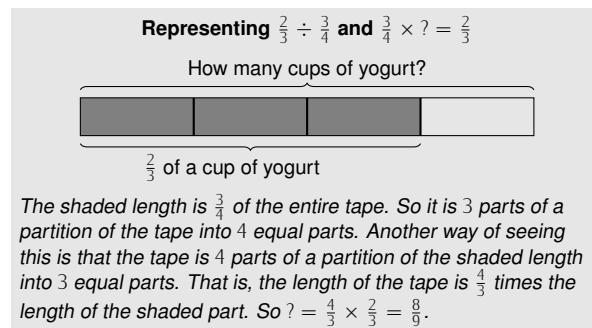 Representing 2/3 ÷ 3/4 and 3/4 × ? = 2/3
How many cups of yogurt?
2/3 of a cup of yogurt
The shaded length is 3/4 of the entire tape. So it is 3 parts of a
partition of the tape into 4 equal parts. Another way of seeing
this is that the tape is 4 parts of a partition of the shaded length
into 3 equal parts. That is, the length of the tape is 4/3 times the
length of the shaded part. So ? = 4/3 × 2/3 = 8/9.